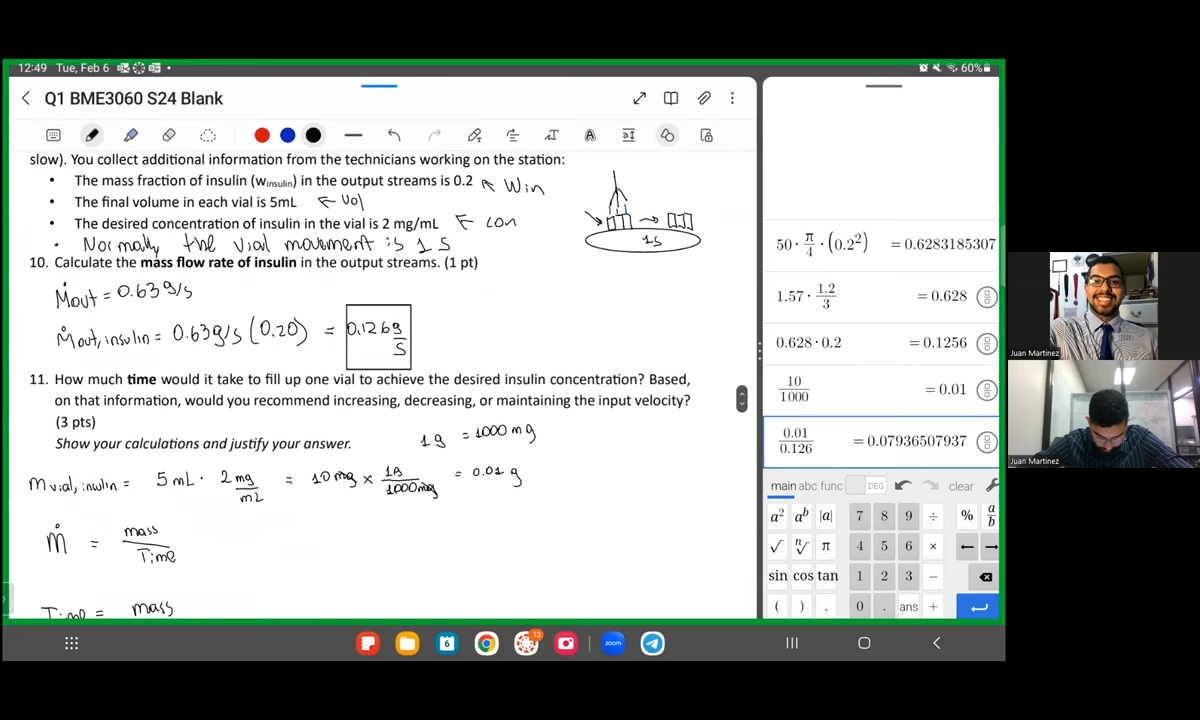 12:49 Tue, Feb 6
60%
Q1 BME3060 S24 Blank
slow). You collect additional information from the technicians working on the station:
• The mass fraction of insulin (winsulin) in the output streams is 0.2 ↖ Win
• The final volume in each vial is 5mL ← Vol
• The desired concentration of insulin in the vial is 2 mg/mL ← con
• Normally the vial movement is 1 S
1s
10. Calculate the mass flow rate of insulin in the output streams. (1 pt)
ṁout = 0.63 g/s
ṁout, insulin = 0.63 g/s (0.20) = 0.126 g/s
11. How much time would it take to fill up one vial to achieve the desired insulin concentration? Based,
on that information, would you recommend increasing, decreasing, or maintaining the input velocity?
(3 pts)
Show your calculations and justify your answer. 1g = 1000 mg
m vial, insulin = 5 mL · 2 mg/mL = 10 mg × 1g/1000mg = 0.01 g
ṁ = mass/Time
Time = mass
50 · π/4 · (0.2²) = 0.6283185307
1.57 · 1.2/3 = 0.628
0.628 · 0.2 = 0.1256
10/1000 = 0.01
0.01/0.126 = 0.07936507937
main abc func DEG clear
a² aᵇ |a| 7 8 9 ÷ % a/b
√ ⁿ√ π 4 5 6 × ← →
sin cos tan 1 2 3 −
( ) , 0 . ans +
13
6
zoom
Juan Martinez
Juan Martinez